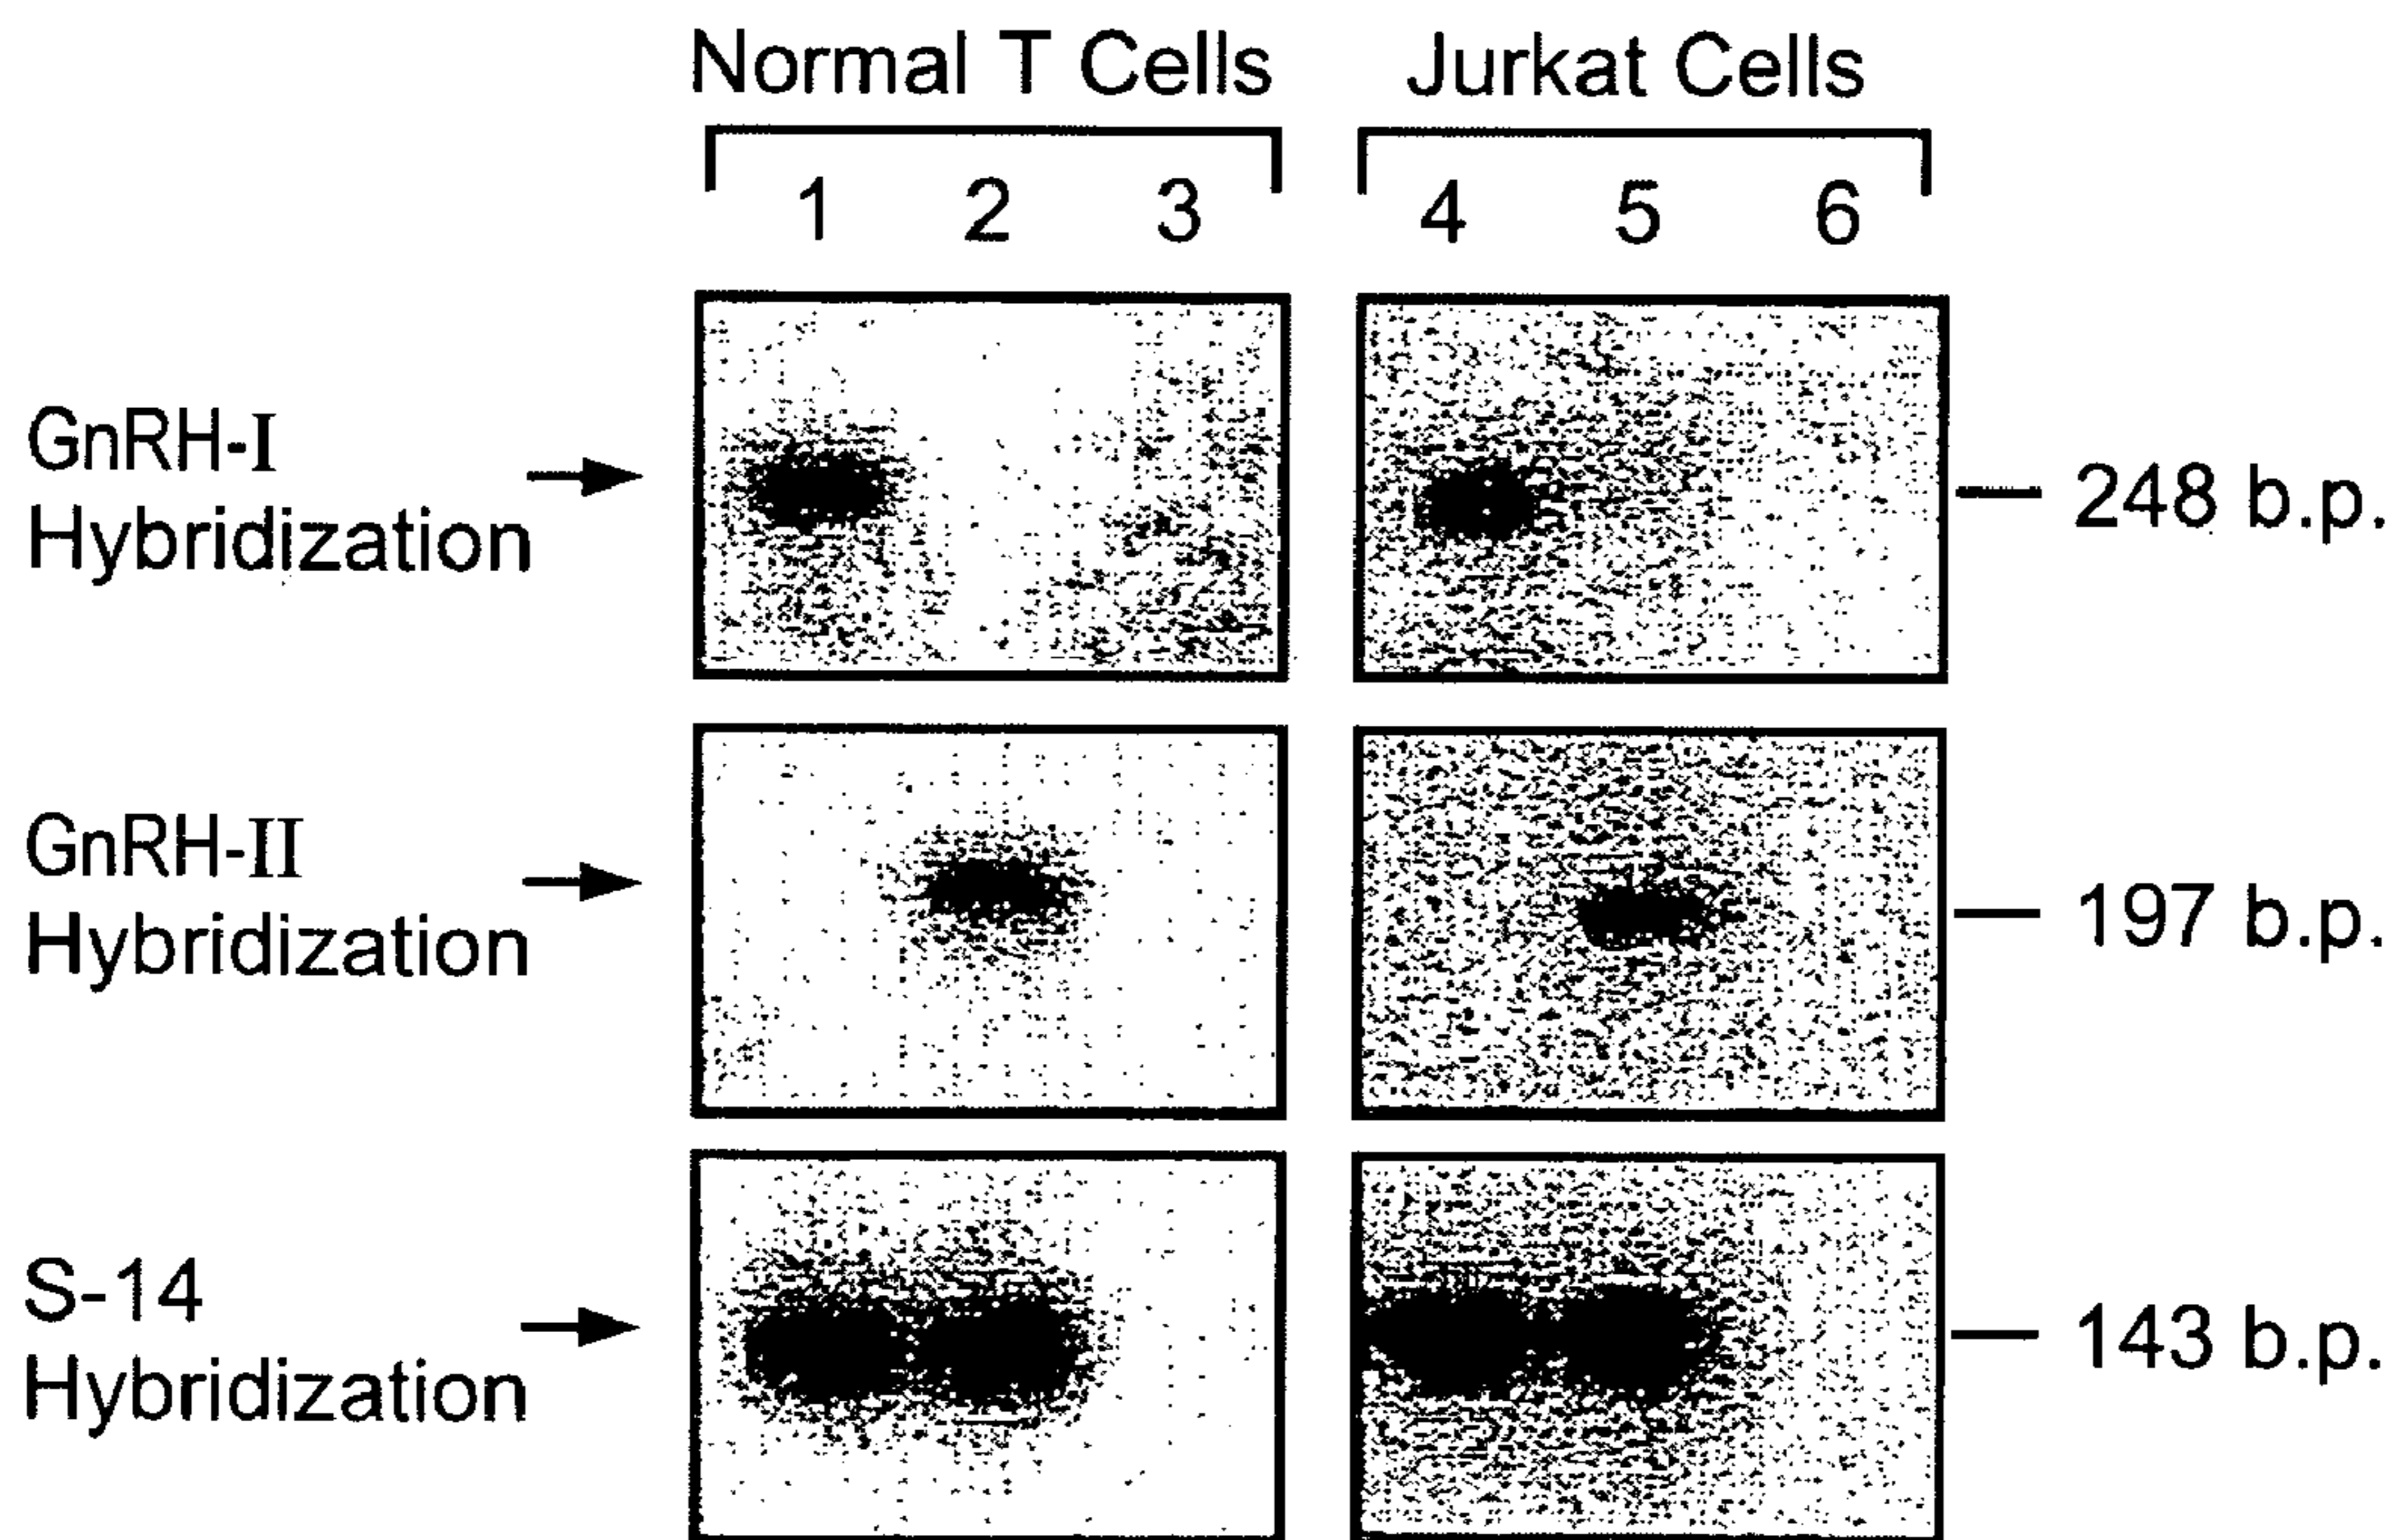 Normal T Cells Jurkat Cells
1 2 3 4 5 6
GnRH-I
Hybridization
248 b.p.
GnRH-II
Hybridization
197 b.p.
S-14
Hybridization
143 b.p.